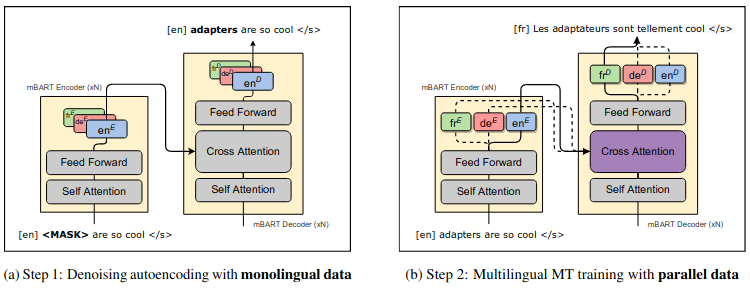 [en] adapters are so cool </s>
mBART Encoder (xN)
fr^E
de^E
en^E
Feed Forward
Self Attention
[en] <MASK> are so cool </s>
fr^D
de^D
en^D
Feed Forward
Cross Attention
Self Attention
mBART Decoder (xN)
(a) Step 1: Denoising autoencoding with monolingual data
[fr] Les adaptateurs sont tellement cool </s>
mBART Encoder (xN)
fr^E de^E en^E
Feed Forward
Self Attention
[en] adapters are so cool </s>
fr^D de^D en^D
Feed Forward
Cross Attention
Self Attention
mBART Decoder (xN)
(b) Step 2: Multilingual MT training with parallel data